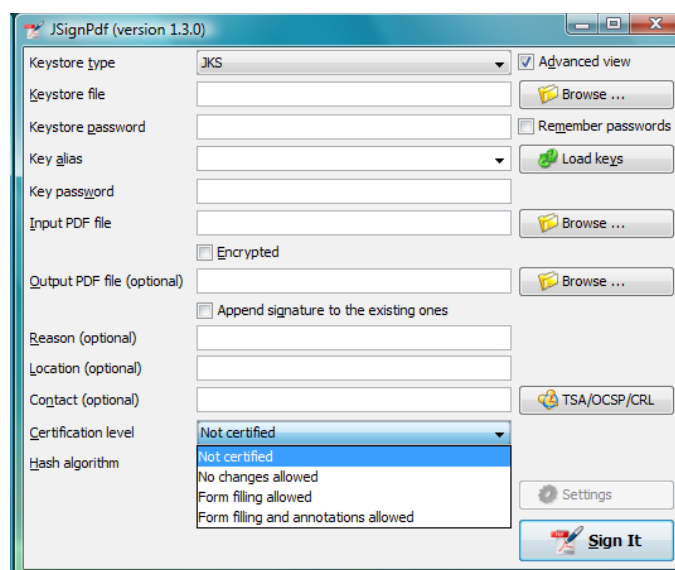 JSignPdf (version 1.3.0)
Keystore type JKS Advanced view
Keystore file Browse ...
Keystore password Remember passwords
Key alias Load keys
Key password
Input PDF file Browse ...
Encrypted
Output PDF file (optional) Browse ...
Append signature to the existing ones
Reason (optional)
Location (optional)
Contact (optional) TSA/OCSP/CRL
Certification level Not certified
Not certified
Hash algorithm
No changes allowed
Form filling allowed Settings
Form filling and annotations allowed
Sign It